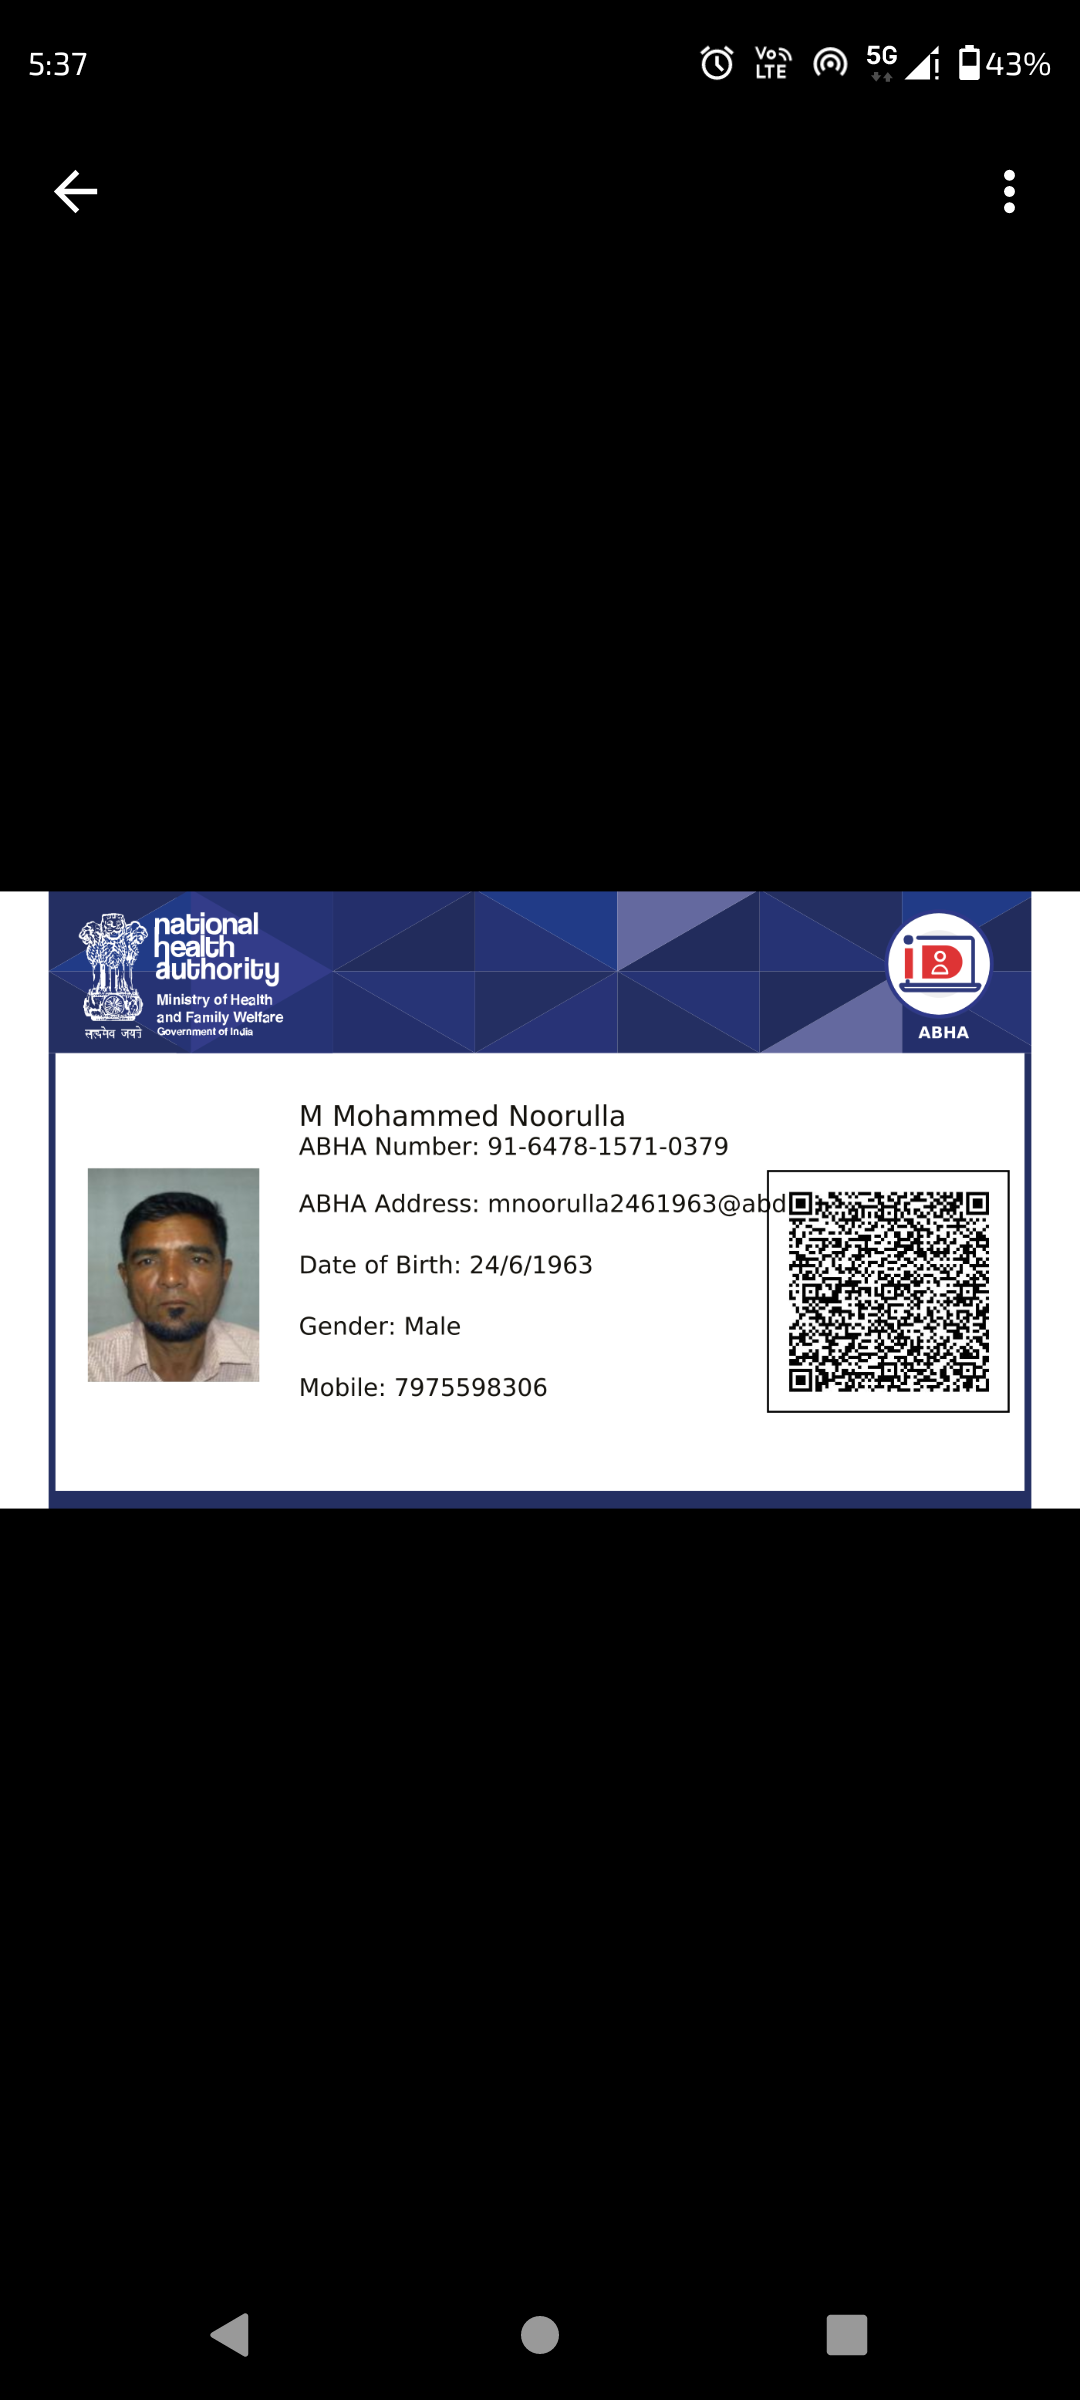 5:37
Vo LTE
5G
43%
national
health
authority
Ministry of Health
and Family Welfare
Government of India
सत्यमेव जयते
ABHA
M Mohammed Noorulla
ABHA Number: 91-6478-1571-0379
ABHA Address: mnoorulla2461963@abd
Date of Birth: 24/6/1963
Gender: Male
Mobile: 7975598306